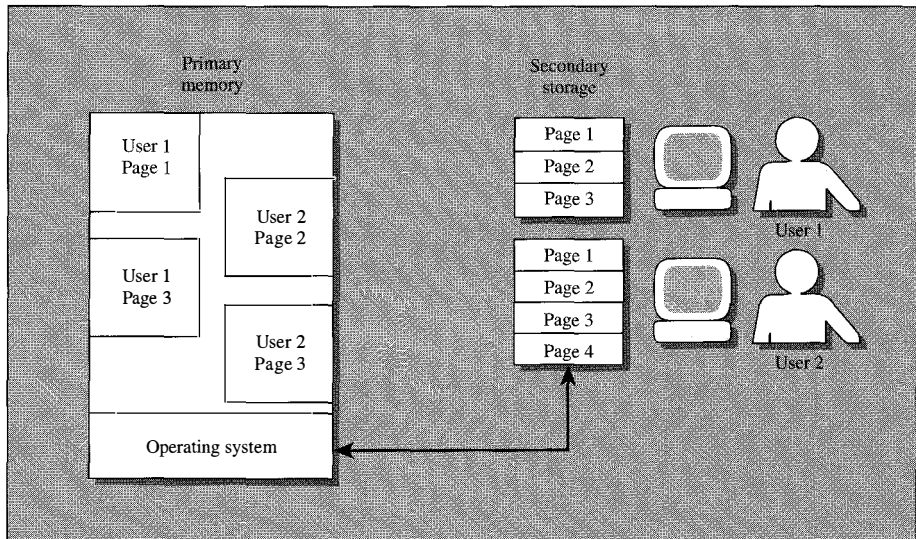 Primary
memory
User 1
Page 1
User 2
Page 2
User 1
Page 3
User 2
Page 3
Operating system
Secondary
storage
Page 1
Page 2
Page 3
User 1
Page 1
Page 2
Page 3
Page 4
User 2